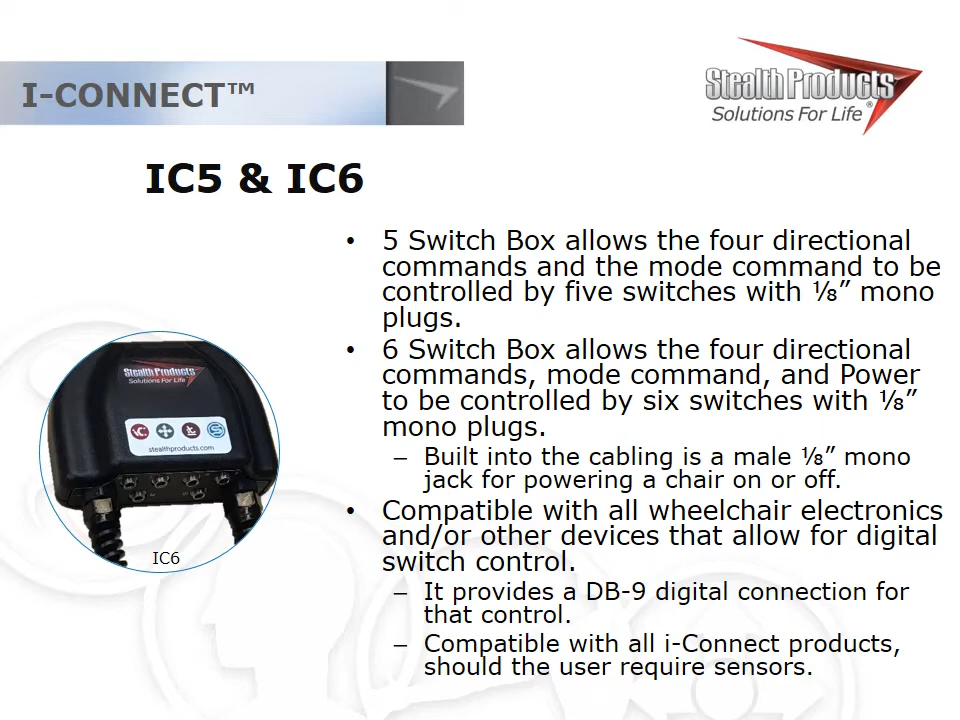 I-CONNECT™
Stealth Products®
Solutions For Life
IC5 & IC6
• 5 Switch Box allows the four directional
commands and the mode command to be
controlled by five switches with ⅛” mono
plugs.
• 6 Switch Box allows the four directional
commands, mode command, and Power
to be controlled by six switches with ⅛”
mono plugs.
– Built into the cabling is a male ⅛” mono
jack for powering a chair on or off.
• Compatible with all wheelchair electronics
and/or other devices that allow for digital
switch control.
– It provides a DB-9 digital connection for
that control.
– Compatible with all i-Connect products,
should the user require sensors.
Stealth Products
Solutions For Life
stealthproducts.com
IC6